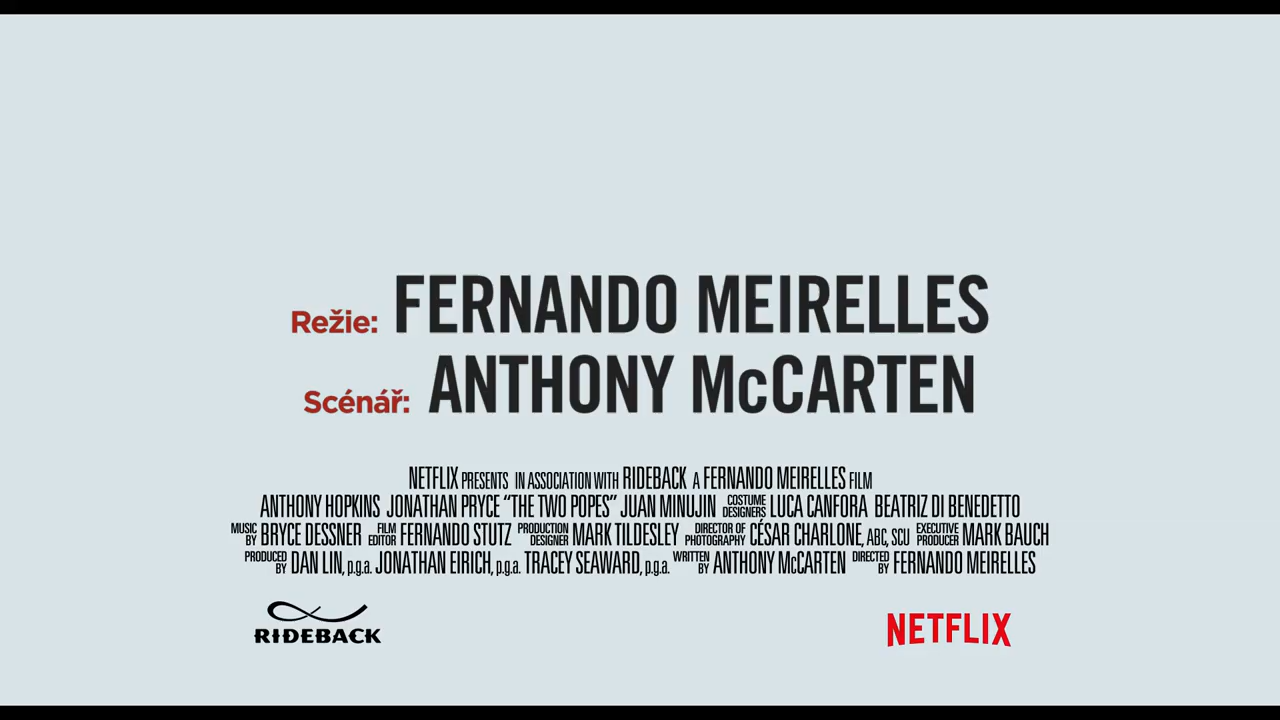 Režie: FERNANDO MEIRELLES
Scénář: ANTHONY McCARTEN
NETFLIX PRESENTS IN ASSOCIATION WITH RIDEBACK A FERNANDO MEIRELLES FILM
ANTHONY HOPKINS JONATHAN PRYCE "THE TWO POPES" JUAN MINUJIN COSTUME DESIGNERS LUCA CANFORA BEATRIZ DI BENEDETTO
MUSIC BY BRYCE DESSNER FILM EDITOR FERNANDO STUTZ PRODUCTION DESIGNER MARK TILDESLEY DIRECTOR OF PHOTOGRAPHY CÉSAR CHARLONE, ABC, SCU EXECUTIVE PRODUCER MARK BAUCH
PRODUCED BY DAN LIN, p.g.a. JONATHAN EIRICH, p.g.a. TRACEY SEAWARD, p.g.a. WRITTEN BY ANTHONY McCARTEN DIRECTED BY FERNANDO MEIRELLES
RIDEBACK
NETFLIX